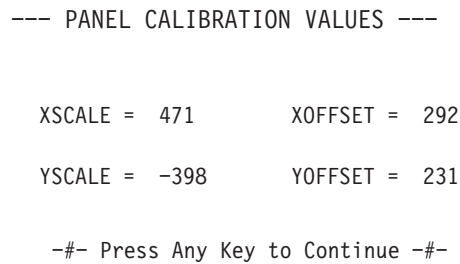 --- PANEL CALIBRATION VALUES ---
XSCALE = 471 XOFFSET = 292
YSCALE = -398 YOFFSET = 231
-#- Press Any Key to Continue -#-